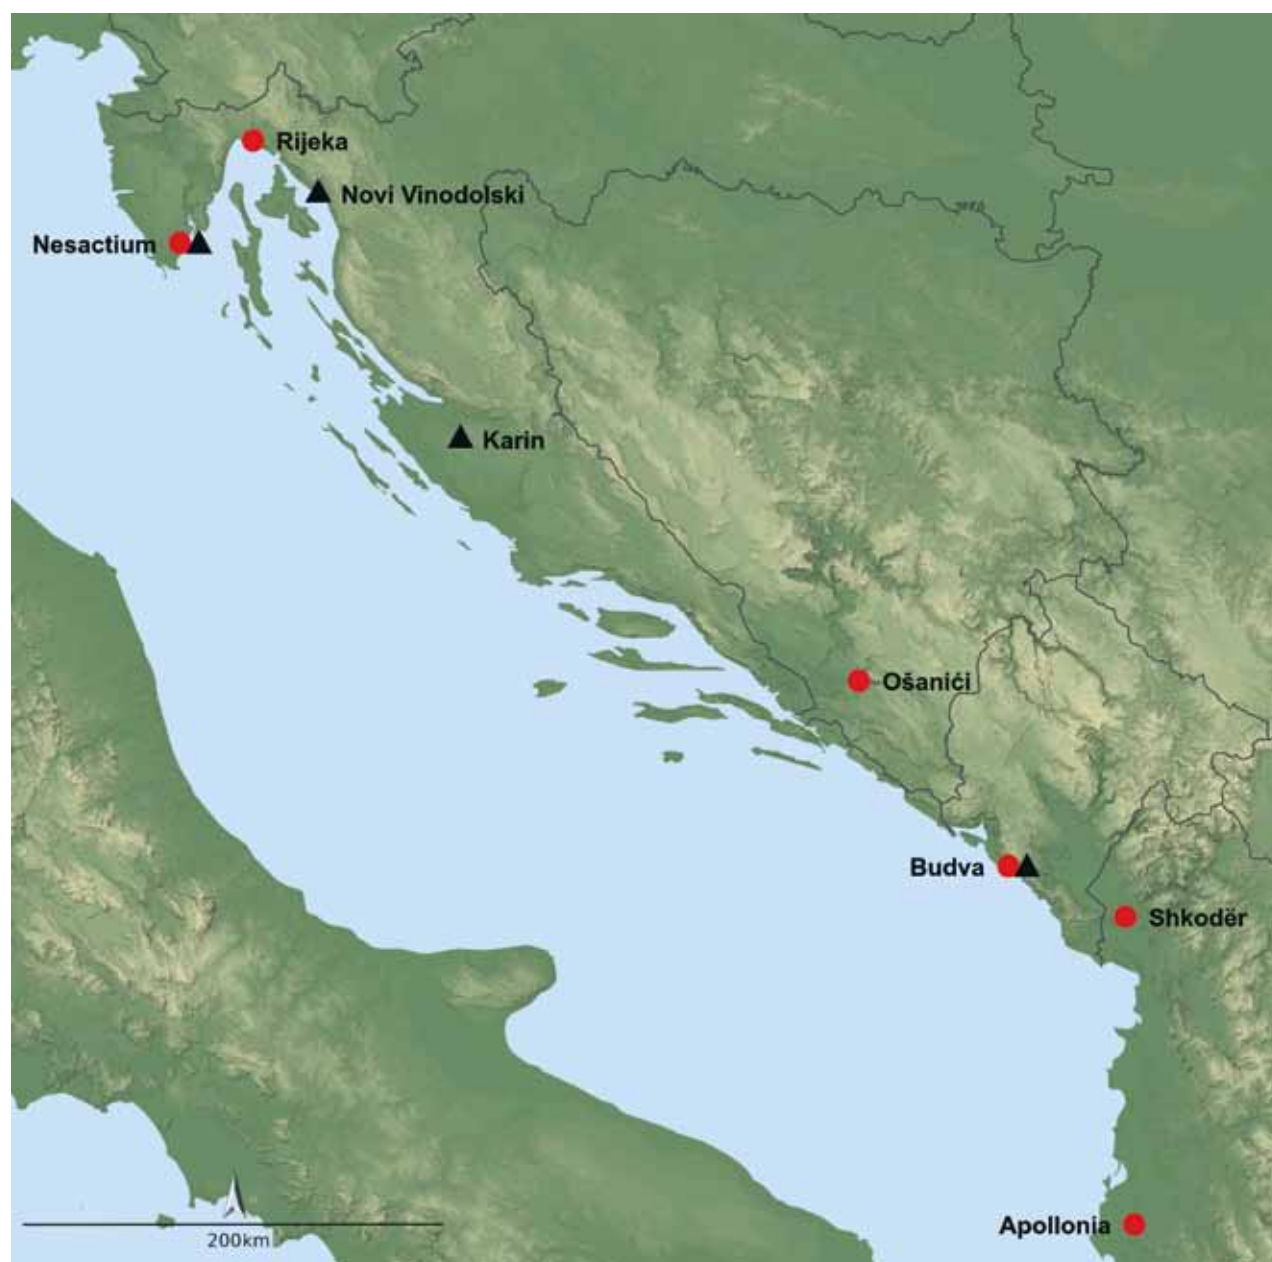 Rijeka
Novi Vinodolski
Nesactium
Karin
Ošanići
Budva
Shkodër
Apollonia
200km